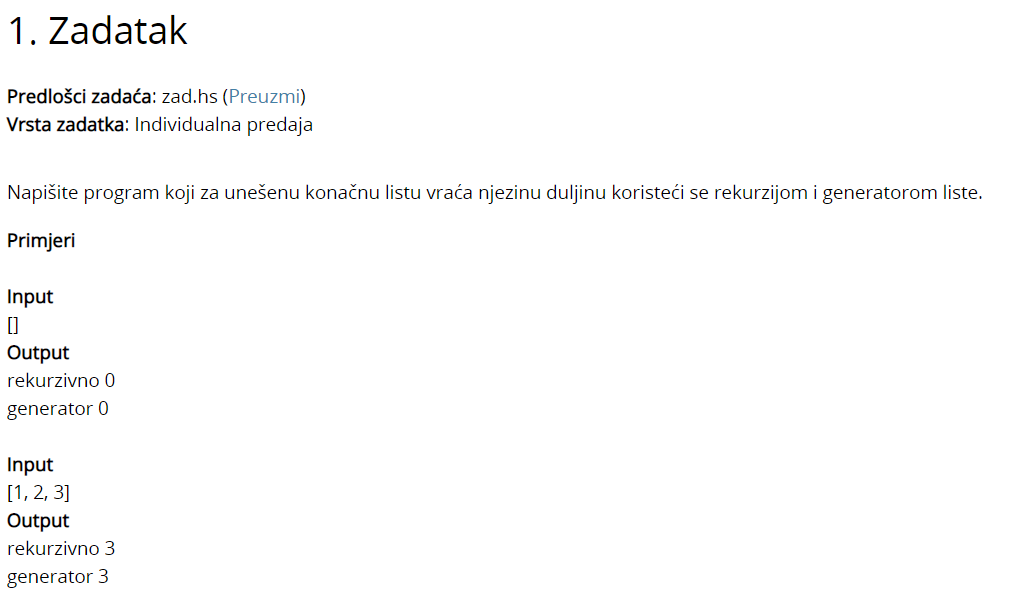 1. Zadatak
Predlošci zadaća: zad.hs (Preuzmi)
Vrsta zadatka: Individualna predaja
Napišite program koji za unešenu konačnu listu vraća njezinu duljinu koristeći se rekurzijom i generatorom liste.
Primjeri
Input
[]
Output
rekurzivno 0
generator 0
Input
[1, 2, 3]
Output
rekurzivno 3
generator 3